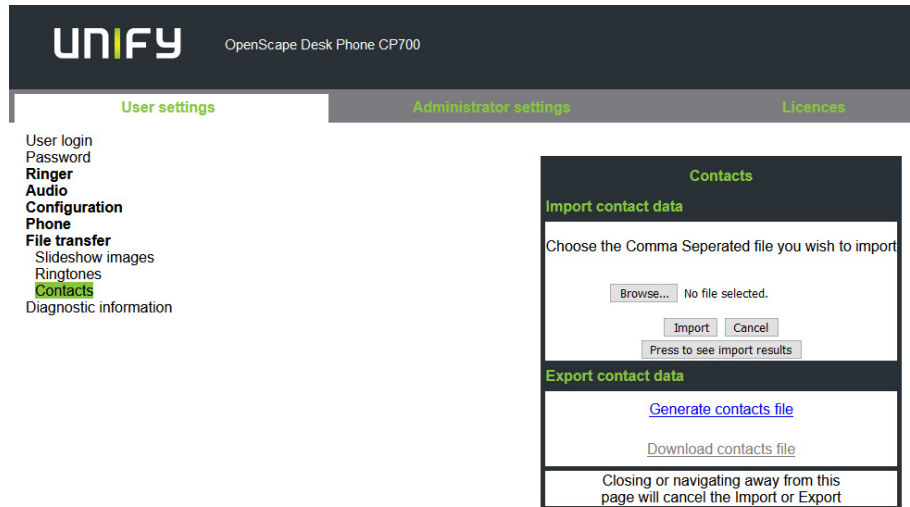 UNIFY
OpenScape Desk Phone CP700
User settings
Administrator settings
Licences
User login
Password
Ringer
Audio
Configuration
Phone
File transfer
Slideshow images
Ringtones
Contacts
Diagnostic information
Contacts
Import contact data
Choose the Comma Seperated file you wish to import
Browse... No file selected.
Import Cancel
Press to see import results
Export contact data
Generate contacts file
Download contacts file
Closing or navigating away from this
page will cancel the Import or Export